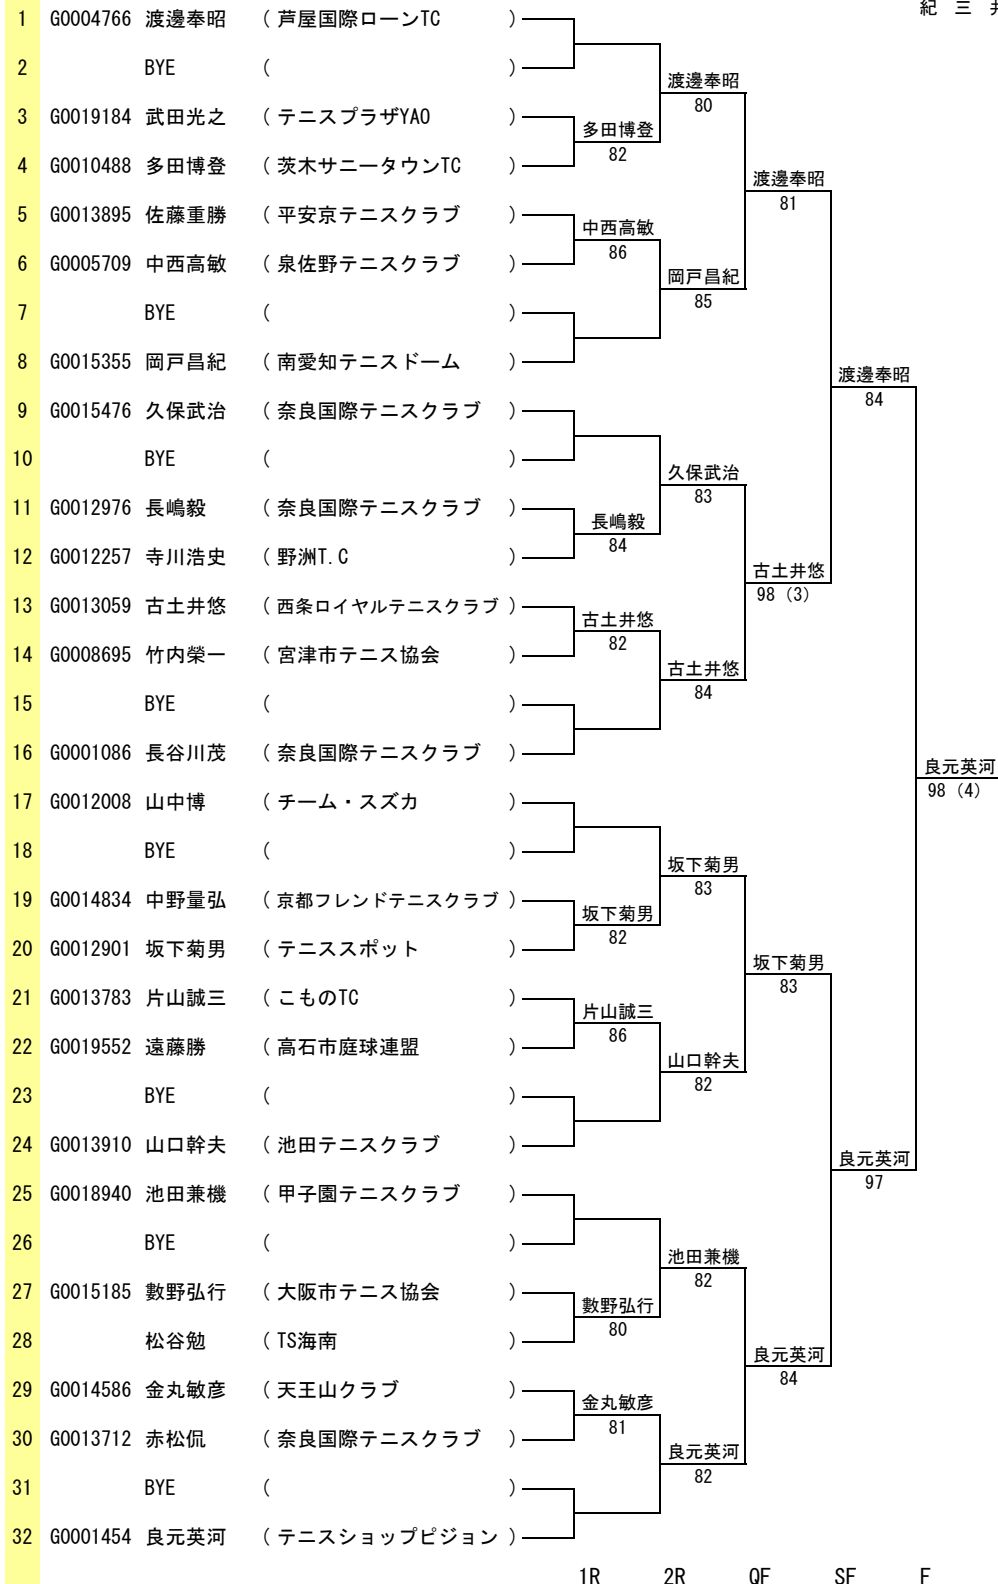 紀 三 井
1 G0004766 渡邊奉昭 ( 芦屋国際ローンTC )
2 BYE ( )
渡邊奉昭
80
3 G0019184 武田光之 ( テニスプラザYAO )
多田博登
82
4 G0010488 多田博登 ( 茨木サニータウンTC )
渡邊奉昭
81
5 G0013895 佐藤重勝 ( 平安京テニスクラブ )
中西高敏
86
6 G0005709 中西高敏 ( 泉佐野テニスクラブ )
岡戸昌紀
85
7 BYE ( )
8 G0015355 岡戸昌紀 ( 南愛知テニスドーム )
渡邊奉昭
84
9 G0015476 久保武治 ( 奈良国際テニスクラブ )
10 BYE ( )
久保武治
83
11 G0012976 長嶋毅 ( 奈良国際テニスクラブ )
長嶋毅
84
12 G0012257 寺川浩史 ( 野洲T.C )
古土井悠
98 (3)
13 G0013059 古土井悠 ( 西条ロイヤルテニスクラブ )
古土井悠
82
14 G0008695 竹内榮一 ( 宮津市テニス協会 )
古土井悠
84
15 BYE ( )
16 G0001086 長谷川茂 ( 奈良国際テニスクラブ )
良元英河
98 (4)
17 G0012008 山中博 ( チーム・スズカ )
18 BYE ( )
坂下菊男
83
19 G0014834 中野量弘 ( 京都フレンドテニスクラブ )
坂下菊男
82
20 G0012901 坂下菊男 ( テニススポット )
坂下菊男
83
21 G0013783 片山誠三 ( こものTC )
片山誠三
86
22 G0019552 遠藤勝 ( 高石市庭球連盟 )
山口幹夫
82
23 BYE ( )
24 G0013910 山口幹夫 ( 池田テニスクラブ )
良元英河
97
25 G0018940 池田兼機 ( 甲子園テニスクラブ )
26 BYE ( )
池田兼機
82
27 G0015185 數野弘行 ( 大阪市テニス協会 )
數野弘行
80
28 松谷勉 ( TS海南 )
良元英河
84
29 G0014586 金丸敏彦 ( 天王山クラブ )
金丸敏彦
81
30 G0013712 赤松侃 ( 奈良国際テニスクラブ )
良元英河
82
31 BYE ( )
32 G0001454 良元英河 ( テニスショップピジョン )
1R 2R QF SF F